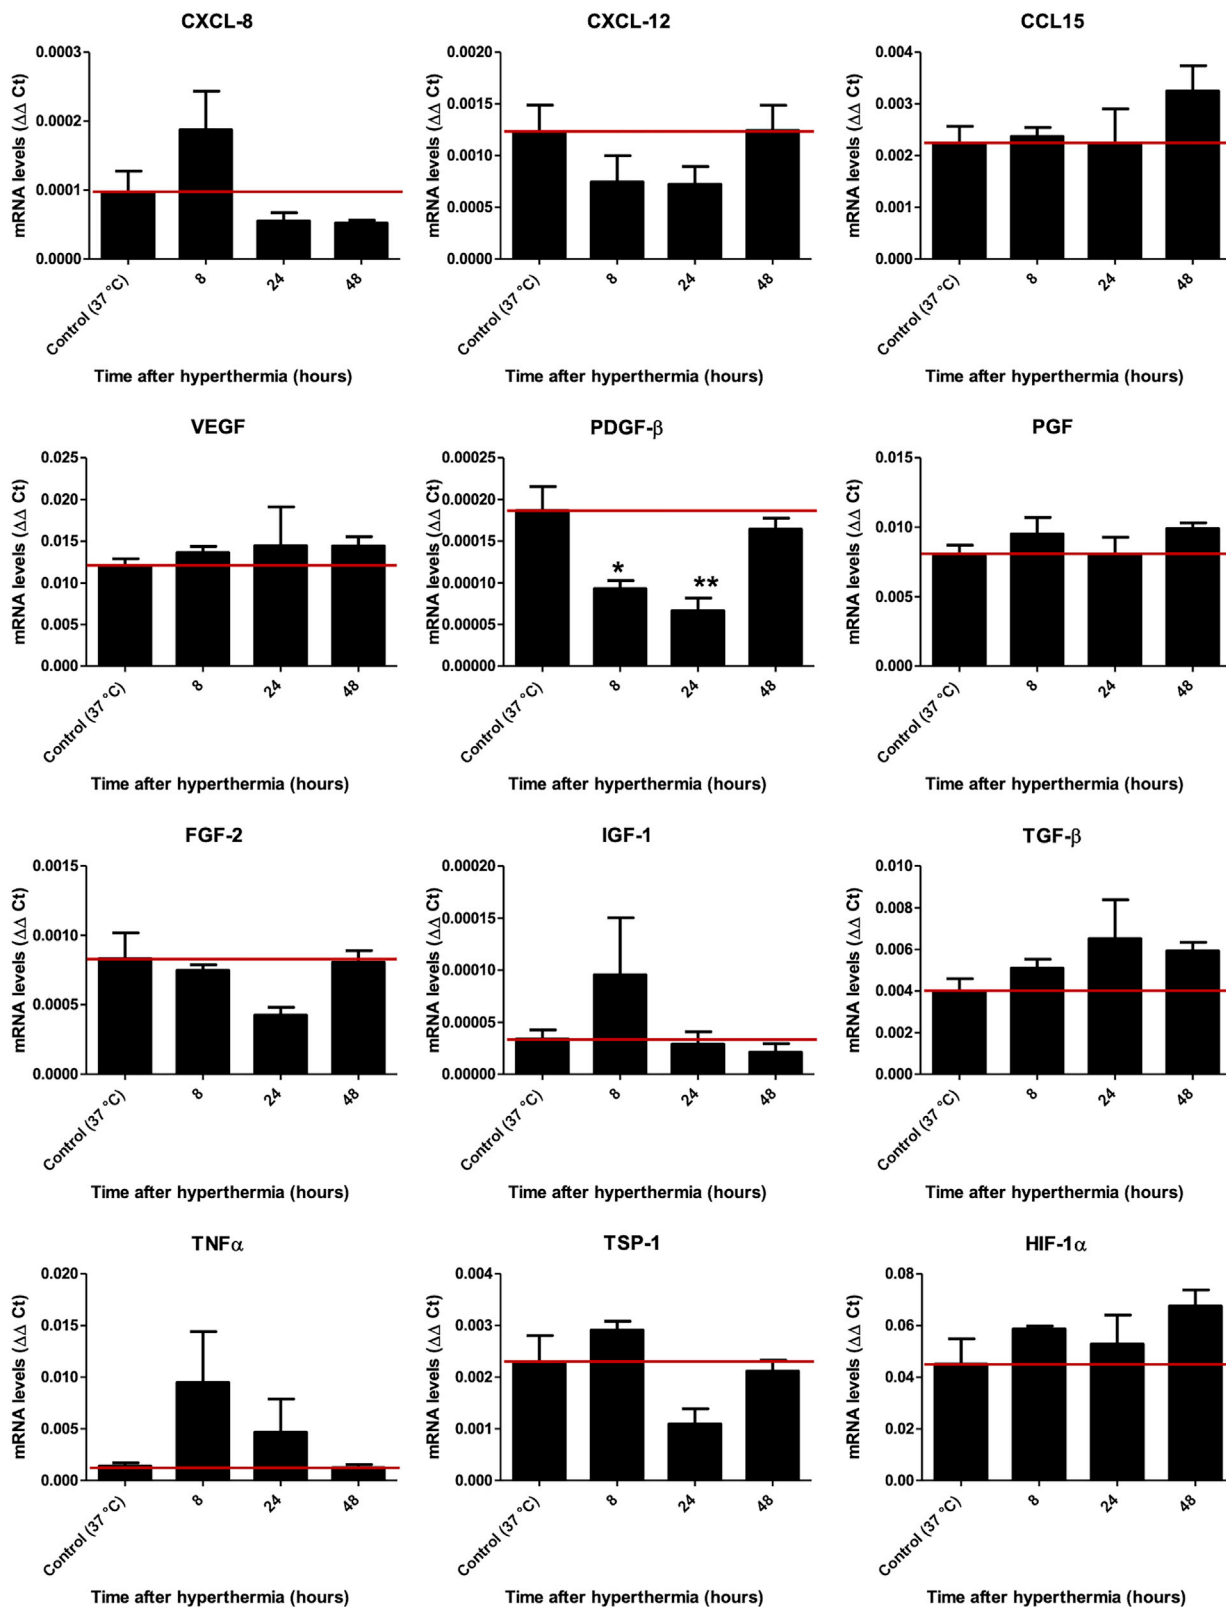 CXCL-8
mRNA levels (ΔΔ Ct)
0.0003
0.0002
0.0001
0.0000
Control (37 °C)
8
24
48
Time after hyperthermia (hours)
CXCL-12
mRNA levels (ΔΔ Ct)
0.0020
0.0015
0.0010
0.0005
0.0000
Control (37 °C)
8
24
48
Time after hyperthermia (hours)
CCL15
mRNA levels (ΔΔ Ct)
0.004
0.003
0.002
0.001
0.000
Control (37 °C)
8
24
48
Time after hyperthermia (hours)
VEGF
mRNA levels (ΔΔ Ct)
0.025
0.020
0.015
0.010
0.005
0.000
Control (37 °C)
8
24
48
Time after hyperthermia (hours)
PDGF-β
mRNA levels (ΔΔ Ct)
0.00025
0.00020
0.00015
0.00010
0.00005
0.00000
*
**
Control (37 °C)
8
24
48
Time after hyperthermia (hours)
PGF
mRNA levels (ΔΔ Ct)
0.015
0.010
0.005
0.000
Control (37 °C)
8
24
48
Time after hyperthermia (hours)
FGF-2
mRNA levels (ΔΔ Ct)
0.0015
0.0010
0.0005
0.0000
Control (37 °C)
8
24
48
Time after hyperthermia (hours)
IGF-1
mRNA levels (ΔΔ Ct)
0.00020
0.00015
0.00010
0.00005
0.00000
Control (37 °C)
8
24
48
Time after hyperthermia (hours)
TGF-β
mRNA levels (ΔΔ Ct)
0.010
0.008
0.006
0.004
0.002
0.000
Control (37 °C)
8
24
48
Time after hyperthermia (hours)
TNFα
mRNA levels (ΔΔ Ct)
0.020
0.015
0.010
0.005
0.000
Control (37 °C)
8
24
48
Time after hyperthermia (hours)
TSP-1
mRNA levels (ΔΔ Ct)
0.004
0.003
0.002
0.001
0.000
Control (37 °C)
8
24
48
Time after hyperthermia (hours)
HIF-1α
mRNA levels (ΔΔ Ct)
0.08
0.06
0.04
0.02
0.00
Control (37 °C)
8
24
48
Time after hyperthermia (hours)